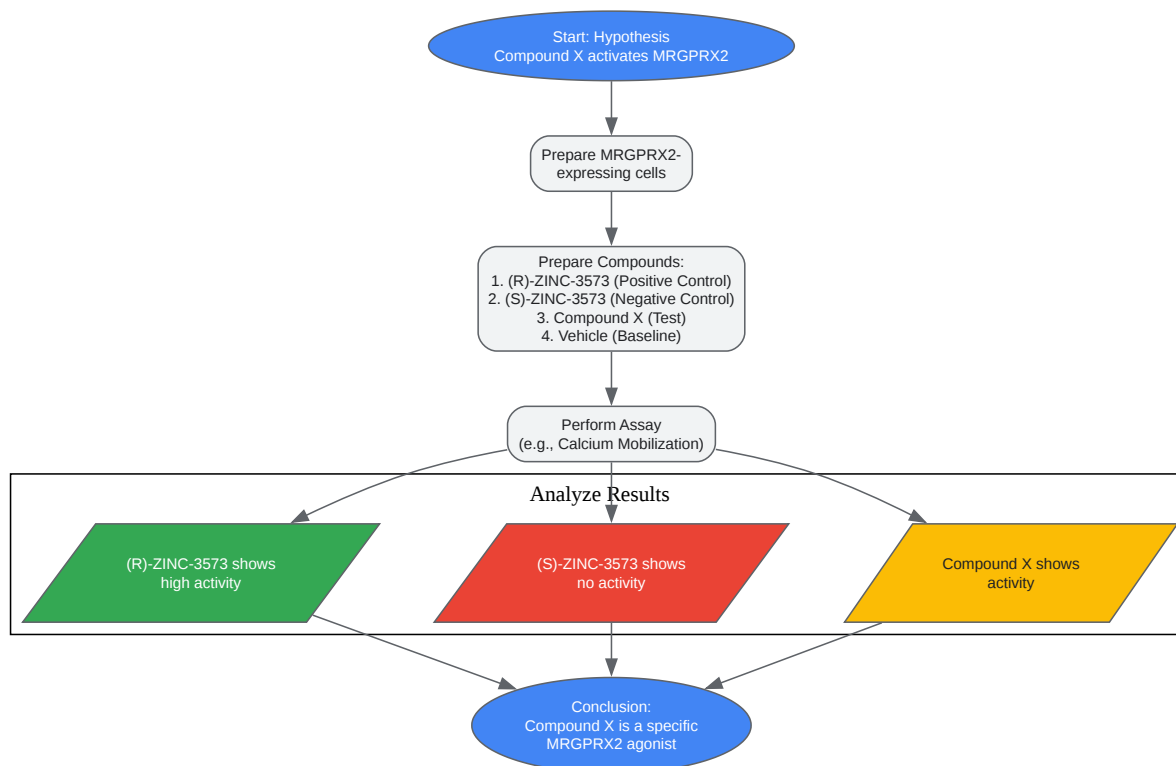 Start: Hypothesis
Compound X activates MRGPRX2
Prepare MRGPRX2-
expressing cells
Prepare Compounds:
1. (R)-ZINC-3573 (Positive Control)
2. (S)-ZINC-3573 (Negative Control)
3. Compound X (Test)
4. Vehicle (Baseline)
Perform Assay
(e.g., Calcium Mobilization)
Analyze Results
(R)-ZINC-3573 shows
high activity
(S)-ZINC-3573 shows
no activity
Compound X shows
activity
Conclusion:
Compound X is a specific
MRGPRX2 agonist